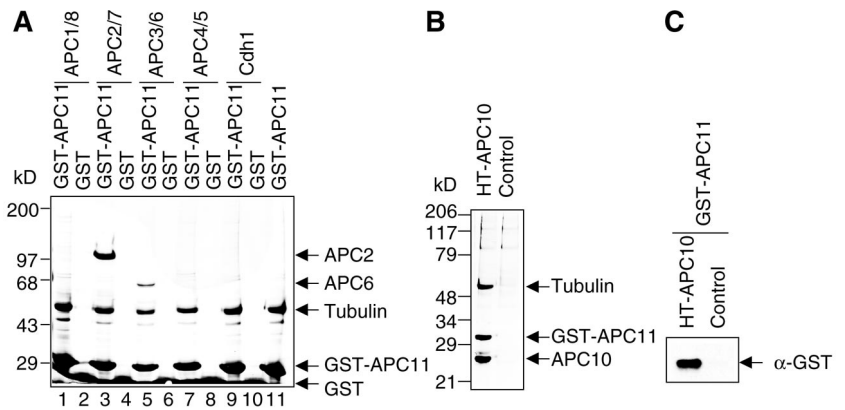 A
APC1/8
APC2/7
APC3/6
APC4/5
Cdh1
GST-APC11
GST
GST-APC11
GST
GST-APC11
GST
GST-APC11
GST
GST-APC11
GST
GST-APC11
kD
200
97
68
43
29
APC2
APC6
Tubulin
GST-APC11
GST
1 2 3 4 5 6 7 8 9 10 11
B
HT-APC10
Control
kD
206
117
79
48
34
29
21
Tubulin
GST-APC11
APC10
C
GST-APC11
HT-APC10
Control
α-GST